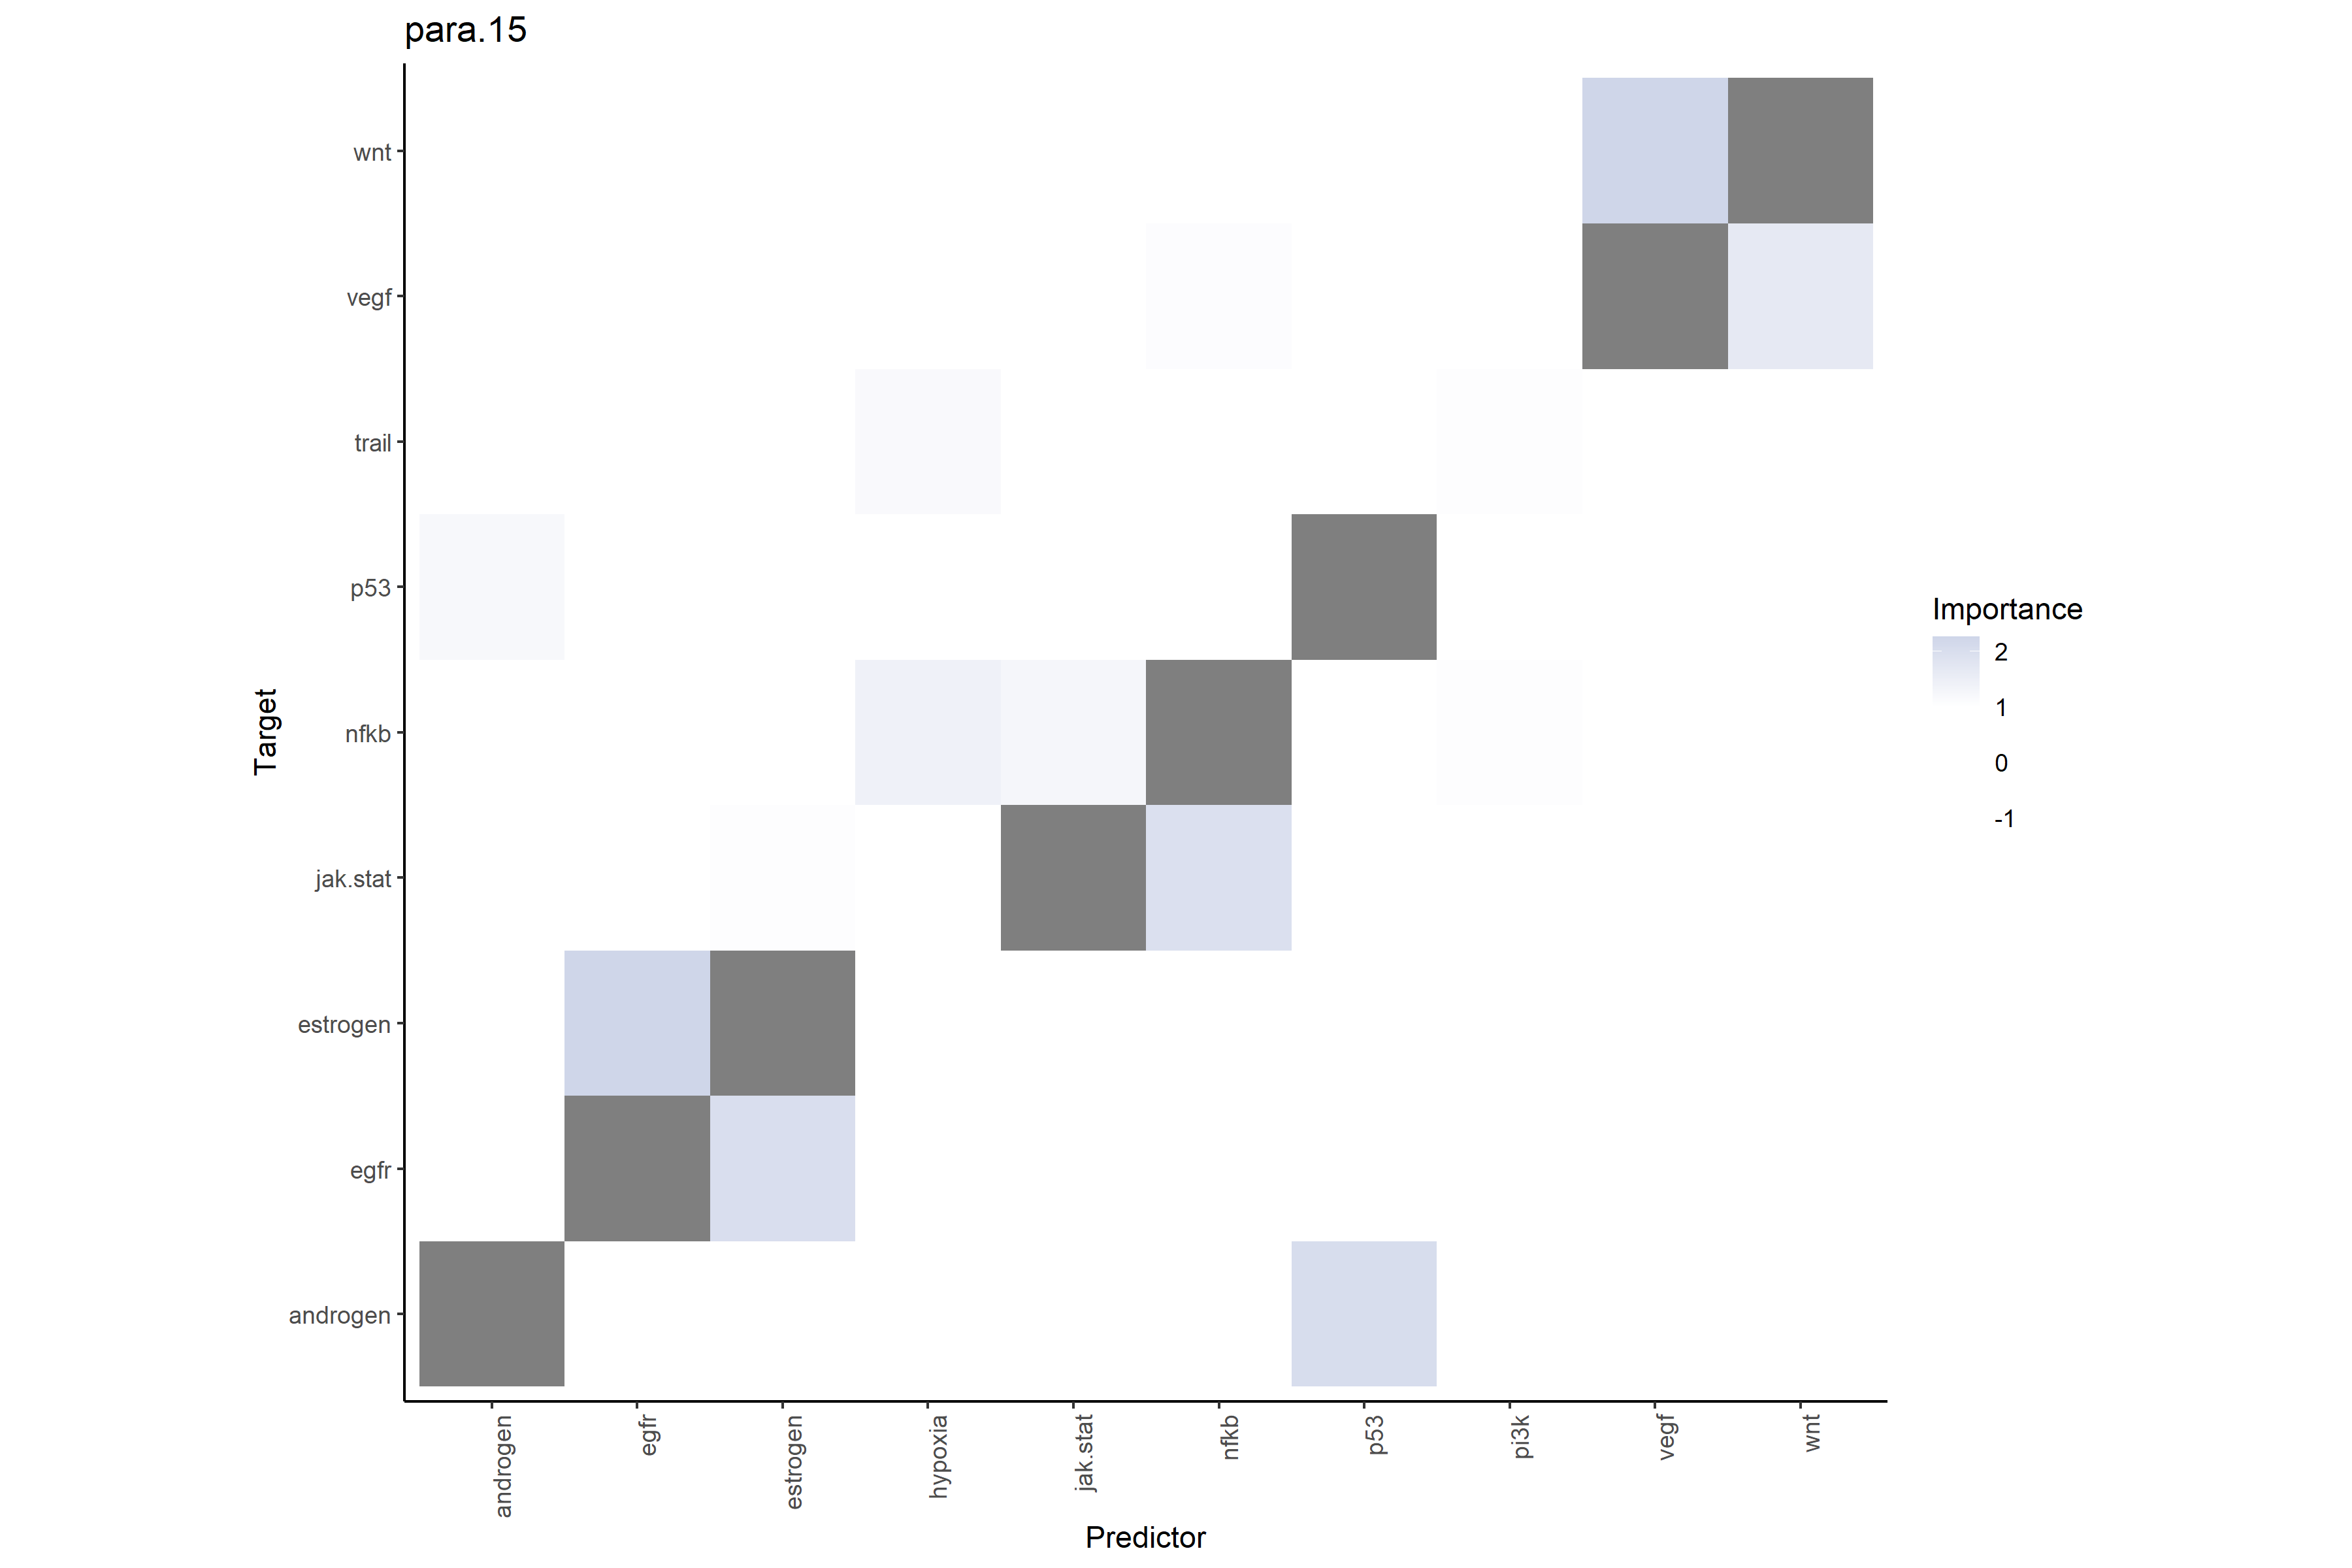 para.15
wnt
vegf
trail
p53
nfkb
jak.stat
estrogen
egfr
androgen
Target
androgen
egfr
estrogen
hypoxia
jak.stat
nfkb
p53
pi3k
vegf
wnt
Predictor
Importance
2
1
0
-1